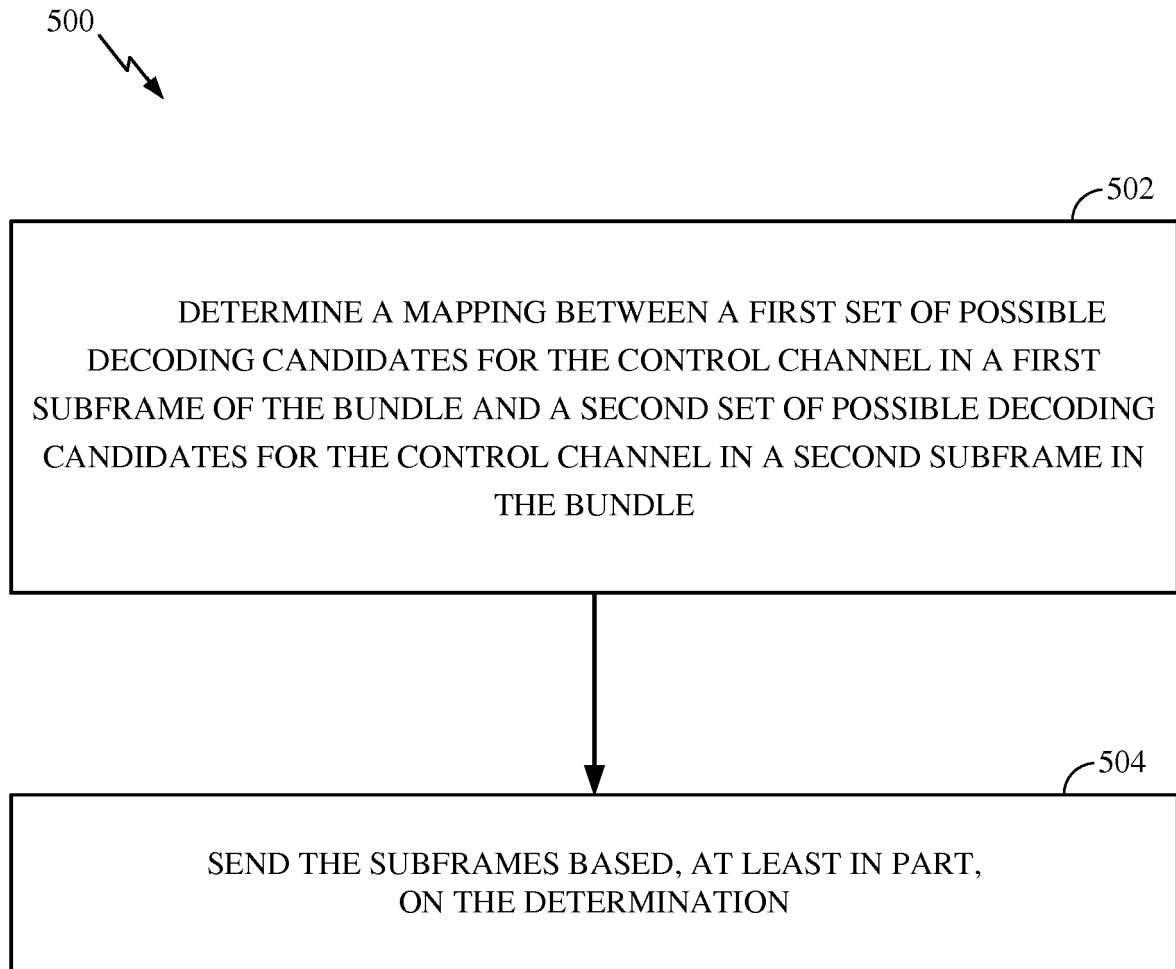 500
502
DETERMINE A MAPPING BETWEEN A FIRST SET OF POSSIBLE
DECODING CANDIDATES FOR THE CONTROL CHANNEL IN A FIRST
SUBFRAME OF THE BUNDLE AND A SECOND SET OF POSSIBLE DECODING
CANDIDATES FOR THE CONTROL CHANNEL IN A SECOND SUBFRAME IN
THE BUNDLE
504
SEND THE SUBFRAMES BASED, AT LEAST IN PART,
ON THE DETERMINATION